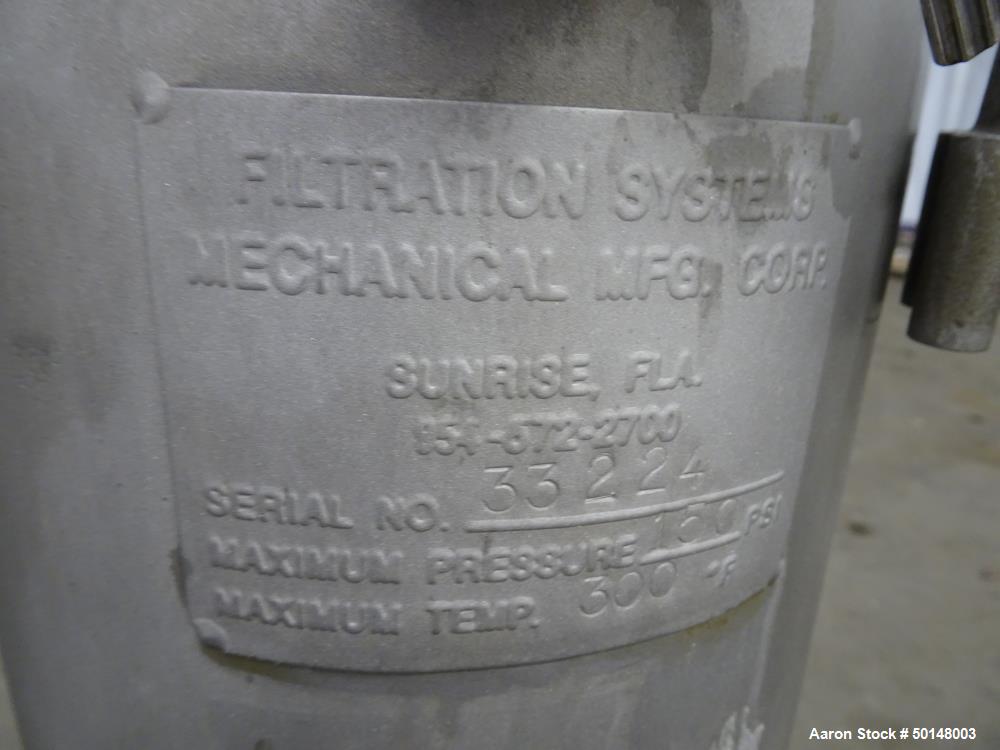 FILTRATION SYSTEMS
MECHANICAL MFG. CORP.
SUNRISE, FLA.
954-572-2700
SERIAL NO. 33224
MAXIMUM PRESSURE 150 PSI
MAXIMUM TEMP. 300 °F
Aaron Stock # 50148003